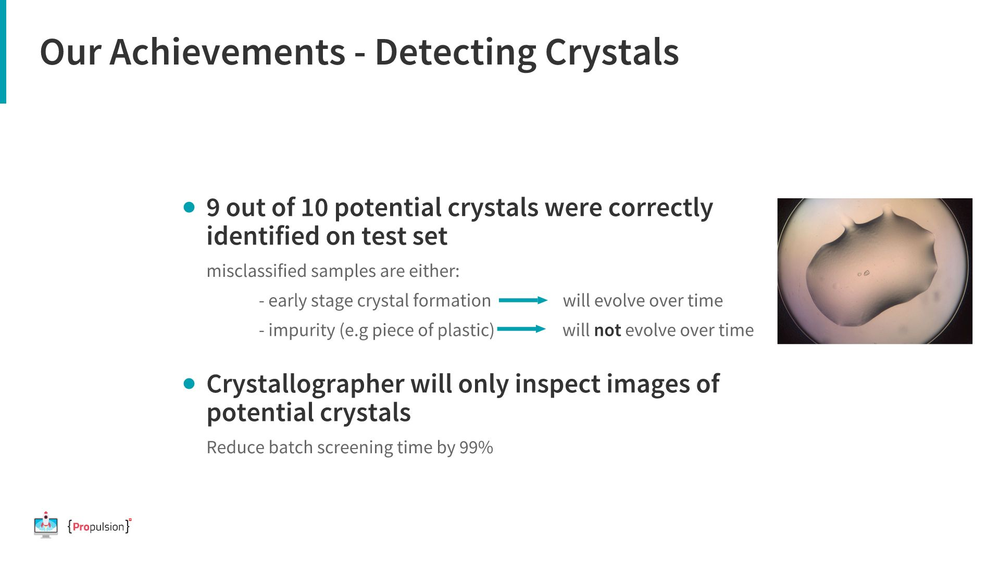 Our Achievements - Detecting Crystals
● 9 out of 10 potential crystals were correctly
identified on test set
misclassified samples are either:
- early stage crystal formation will evolve over time
- impurity (e.g piece of plastic) will not evolve over time
● Crystallographer will only inspect images of
potential crystals
Reduce batch screening time by 99%
{Propulsion}